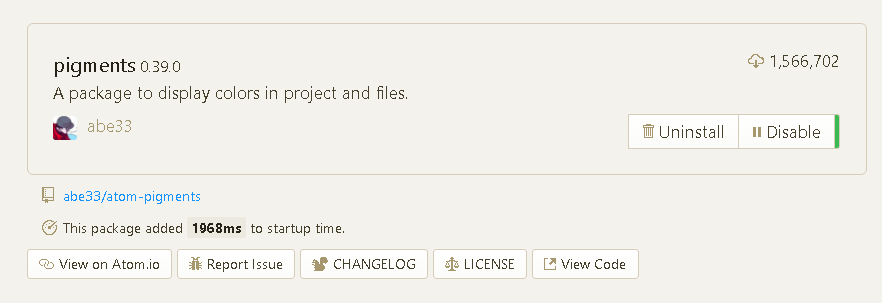 pigments 0.39.0
1,566,702
A package to display colors in project and files.
abe33
Uninstall
Disable
abe33/atom-pigments
This package added 1968ms to startup time.
View on Atom.io
Report Issue
CHANGELOG
LICENSE
View Code